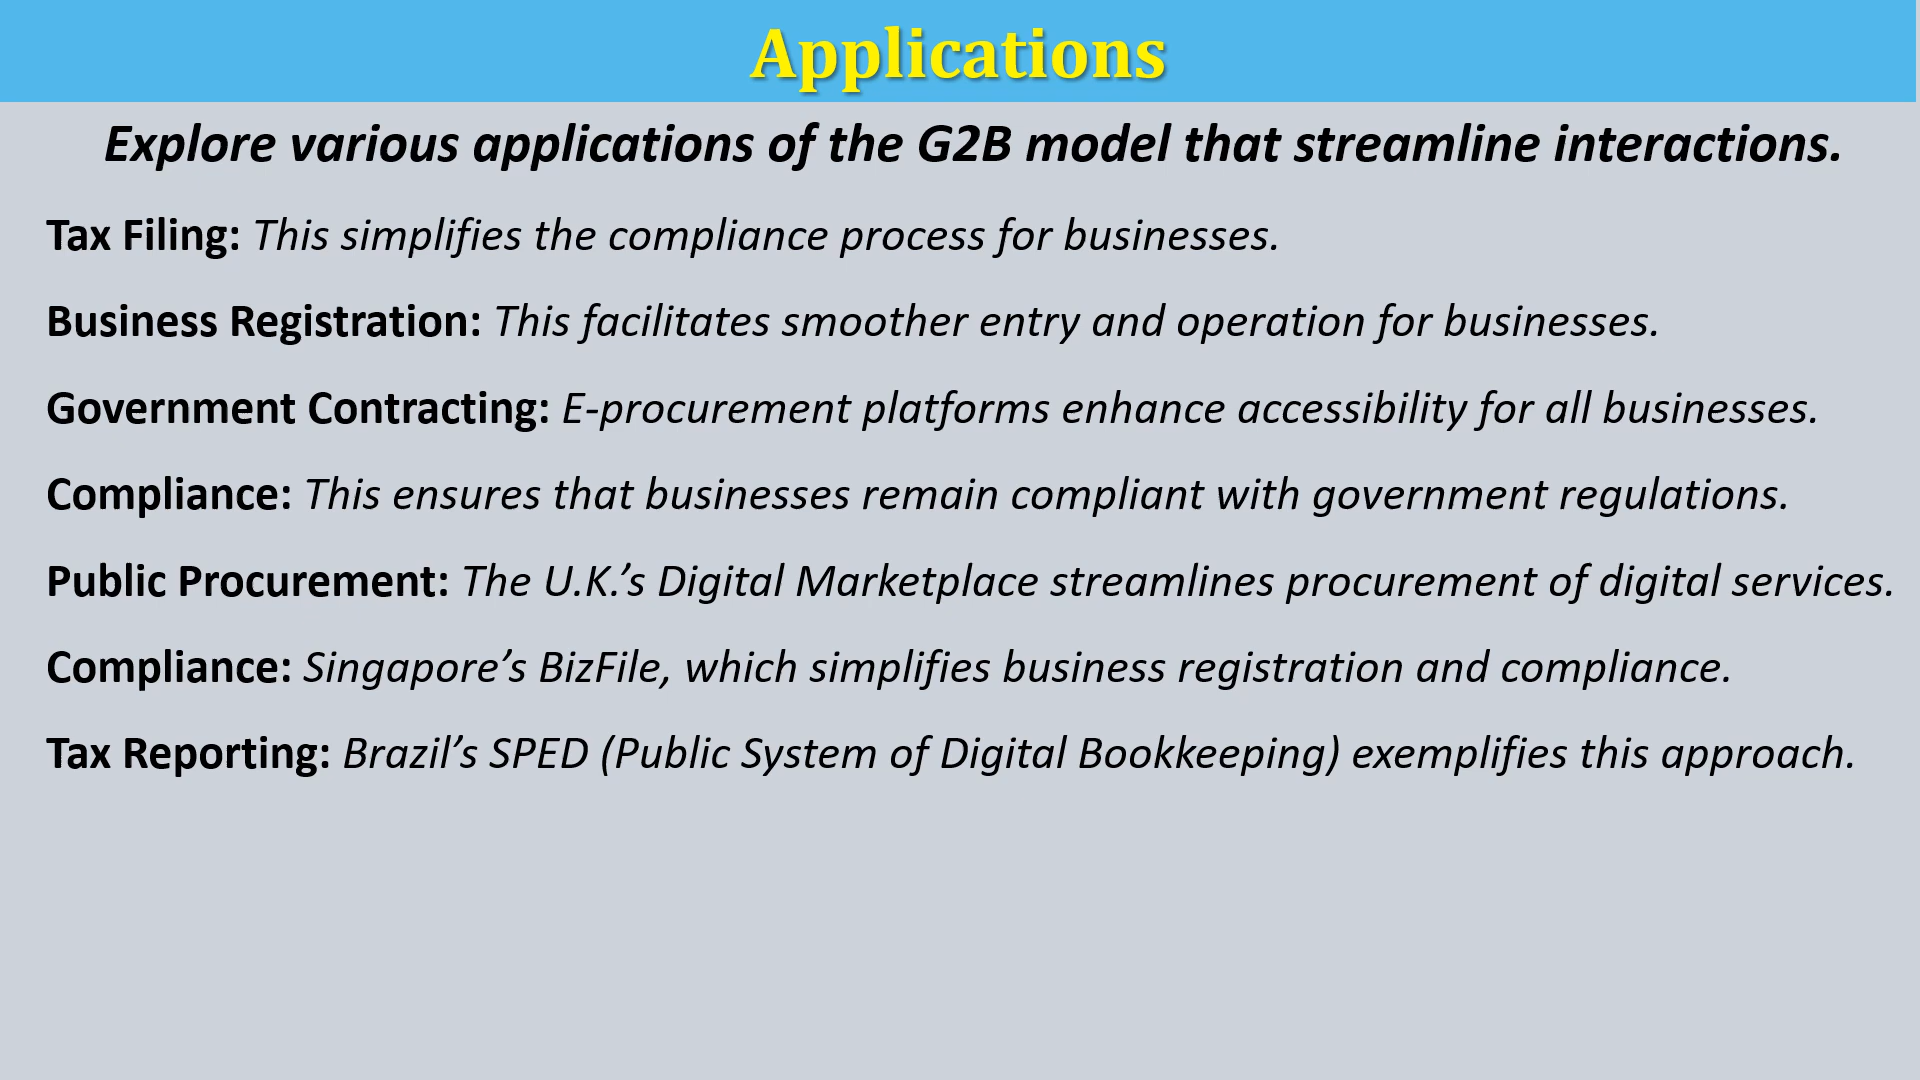 Applications
Explore various applications of the G2B model that streamline interactions.
Tax Filing: This simplifies the compliance process for businesses.
Business Registration: This facilitates smoother entry and operation for businesses.
Government Contracting: E-procurement platforms enhance accessibility for all businesses.
Compliance: This ensures that businesses remain compliant with government regulations.
Public Procurement: The U.K.’s Digital Marketplace streamlines procurement of digital services.
Compliance: Singapore’s BizFile, which simplifies business registration and compliance.
Tax Reporting: Brazil’s SPED (Public System of Digital Bookkeeping) exemplifies this approach.